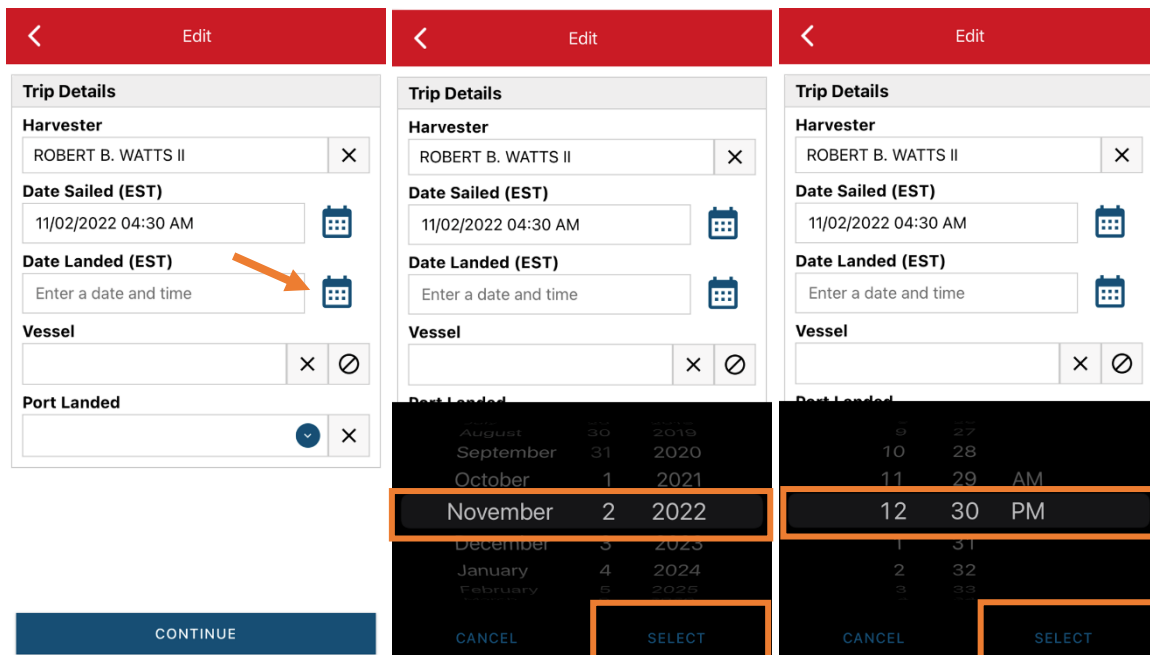 Edit
Trip Details
Harvester
ROBERT B. WATTS II
Date Sailed (EST)
11/02/2022 04:30 AM
Date Landed (EST)
Enter a date and time
Vessel
Port Landed
CONTINUE
Edit
Trip Details
Harvester
ROBERT B. WATTS II
Date Sailed (EST)
11/02/2022 04:30 AM
Date Landed (EST)
Enter a date and time
Vessel
Port Landed
August 30 2019
September 31 2020
October 1 2021
November 2 2022
December 3 2023
January 4 2024
February 5 2025
CANCEL SELECT
Edit
Trip Details
Harvester
ROBERT B. WATTS II
Date Sailed (EST)
11/02/2022 04:30 AM
Date Landed (EST)
Enter a date and time
Vessel
Port Landed
9 27
10 28
11 29 AM
12 30 PM
1 31
2 32
3 33
CANCEL SELECT